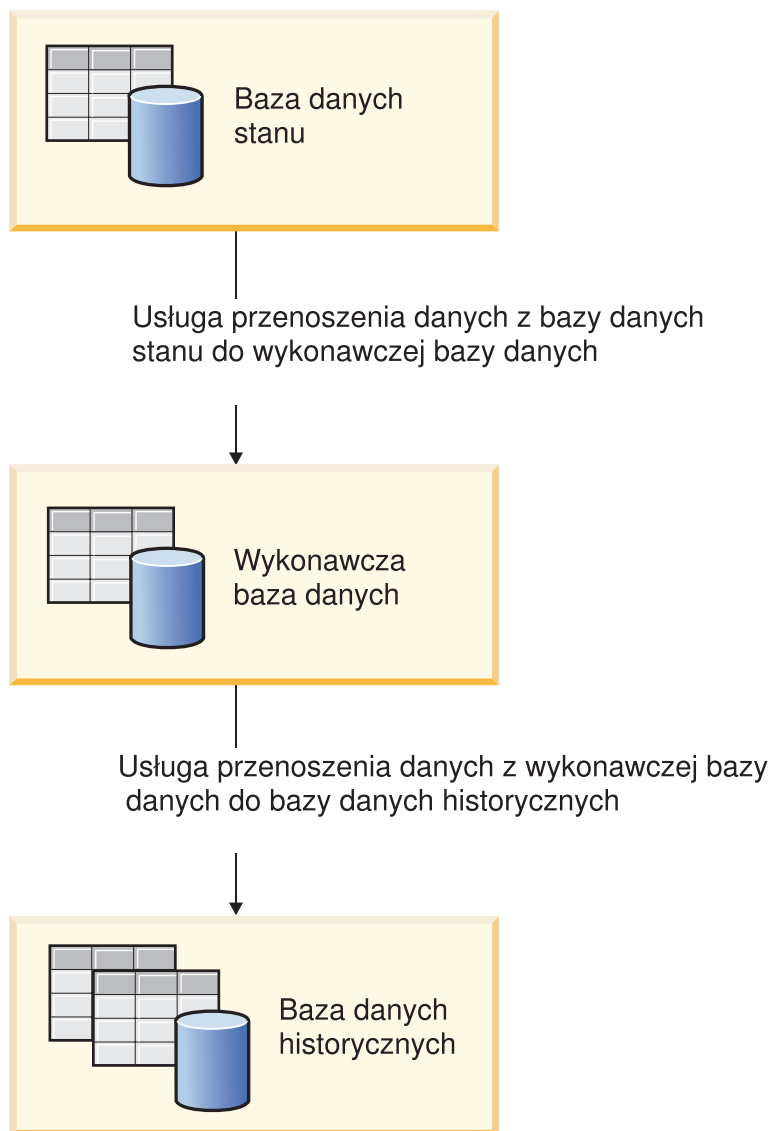 Baza danych
stanu
Usługa przenoszenia danych z bazy danych
stanu do wykonawczej bazy danych
Wykonawcza
baza danych
Usługa przenoszenia danych z wykonawczej bazy
danych do bazy danych historycznych
Baza danych
historycznych